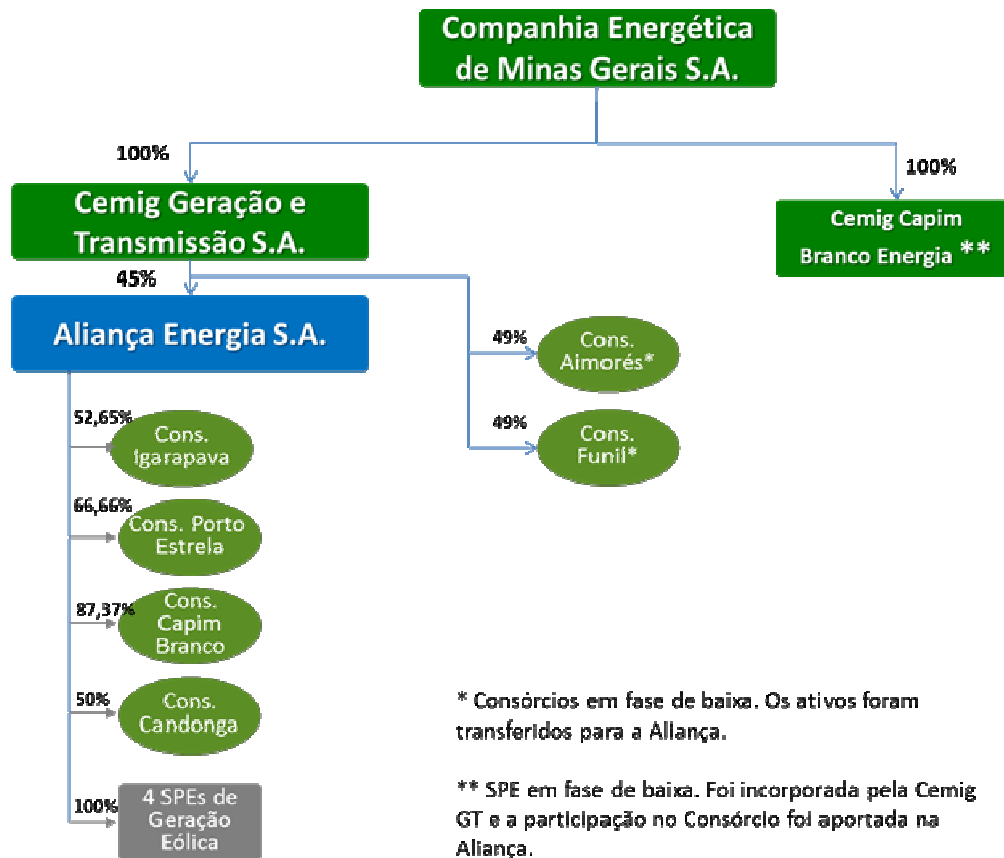 Companhia Energética
de Minas Gerais S.A.
100%
100%
Cemig Geração e
Transmissão S.A.
Cemig Capim
Branco Energia **
45%
Aliança Energia S.A.
49%
Cons.
Aimorés*
49%
Cons.
Funil*
52,65%
Cons.
Igarapava
66,66%
Cons. Porto
Estrela
87,37%
Cons.
Capim
Branco
50%
Cons.
Candonga
100%
4 SPEs de
Geração
Eólica
* Consórcios em fase de baixa. Os ativos foram
transferidos para a Aliança.
** SPE em fase de baixa. Foi incorporada pela Cemig
GT e a participação no Consórcio foi aportada na
Aliança.